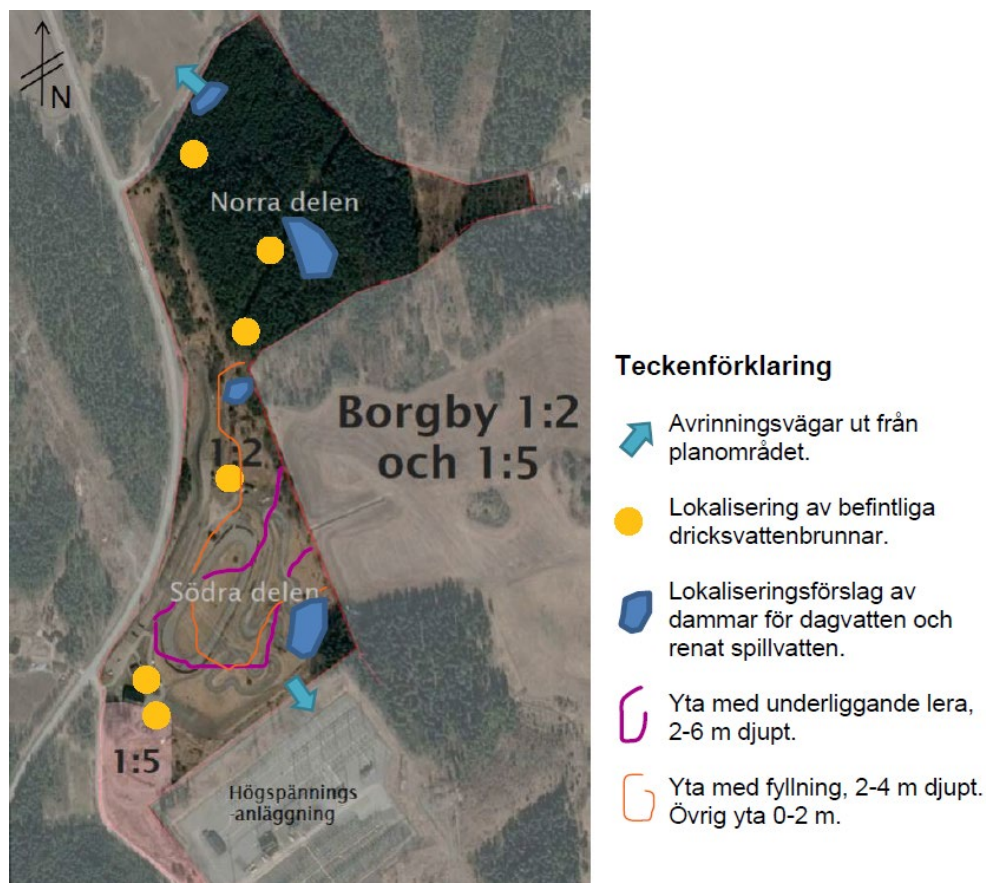 N
Norra delen
Borgby 1:2
och 1:5
1:2
Södra delen
1:5
Högspännings
-anläggning
Teckenförklaring
Avrinningsvägar ut från
planområdet.
Lokalisering av befintliga
dricksvattenbrunnar.
Lokaliseringsförslag av
dammar för dagvatten och
renat spillvatten.
Yta med underliggande lera,
2-6 m djupt.
Yta med fyllning, 2-4 m djupt.
Övrig yta 0-2 m.